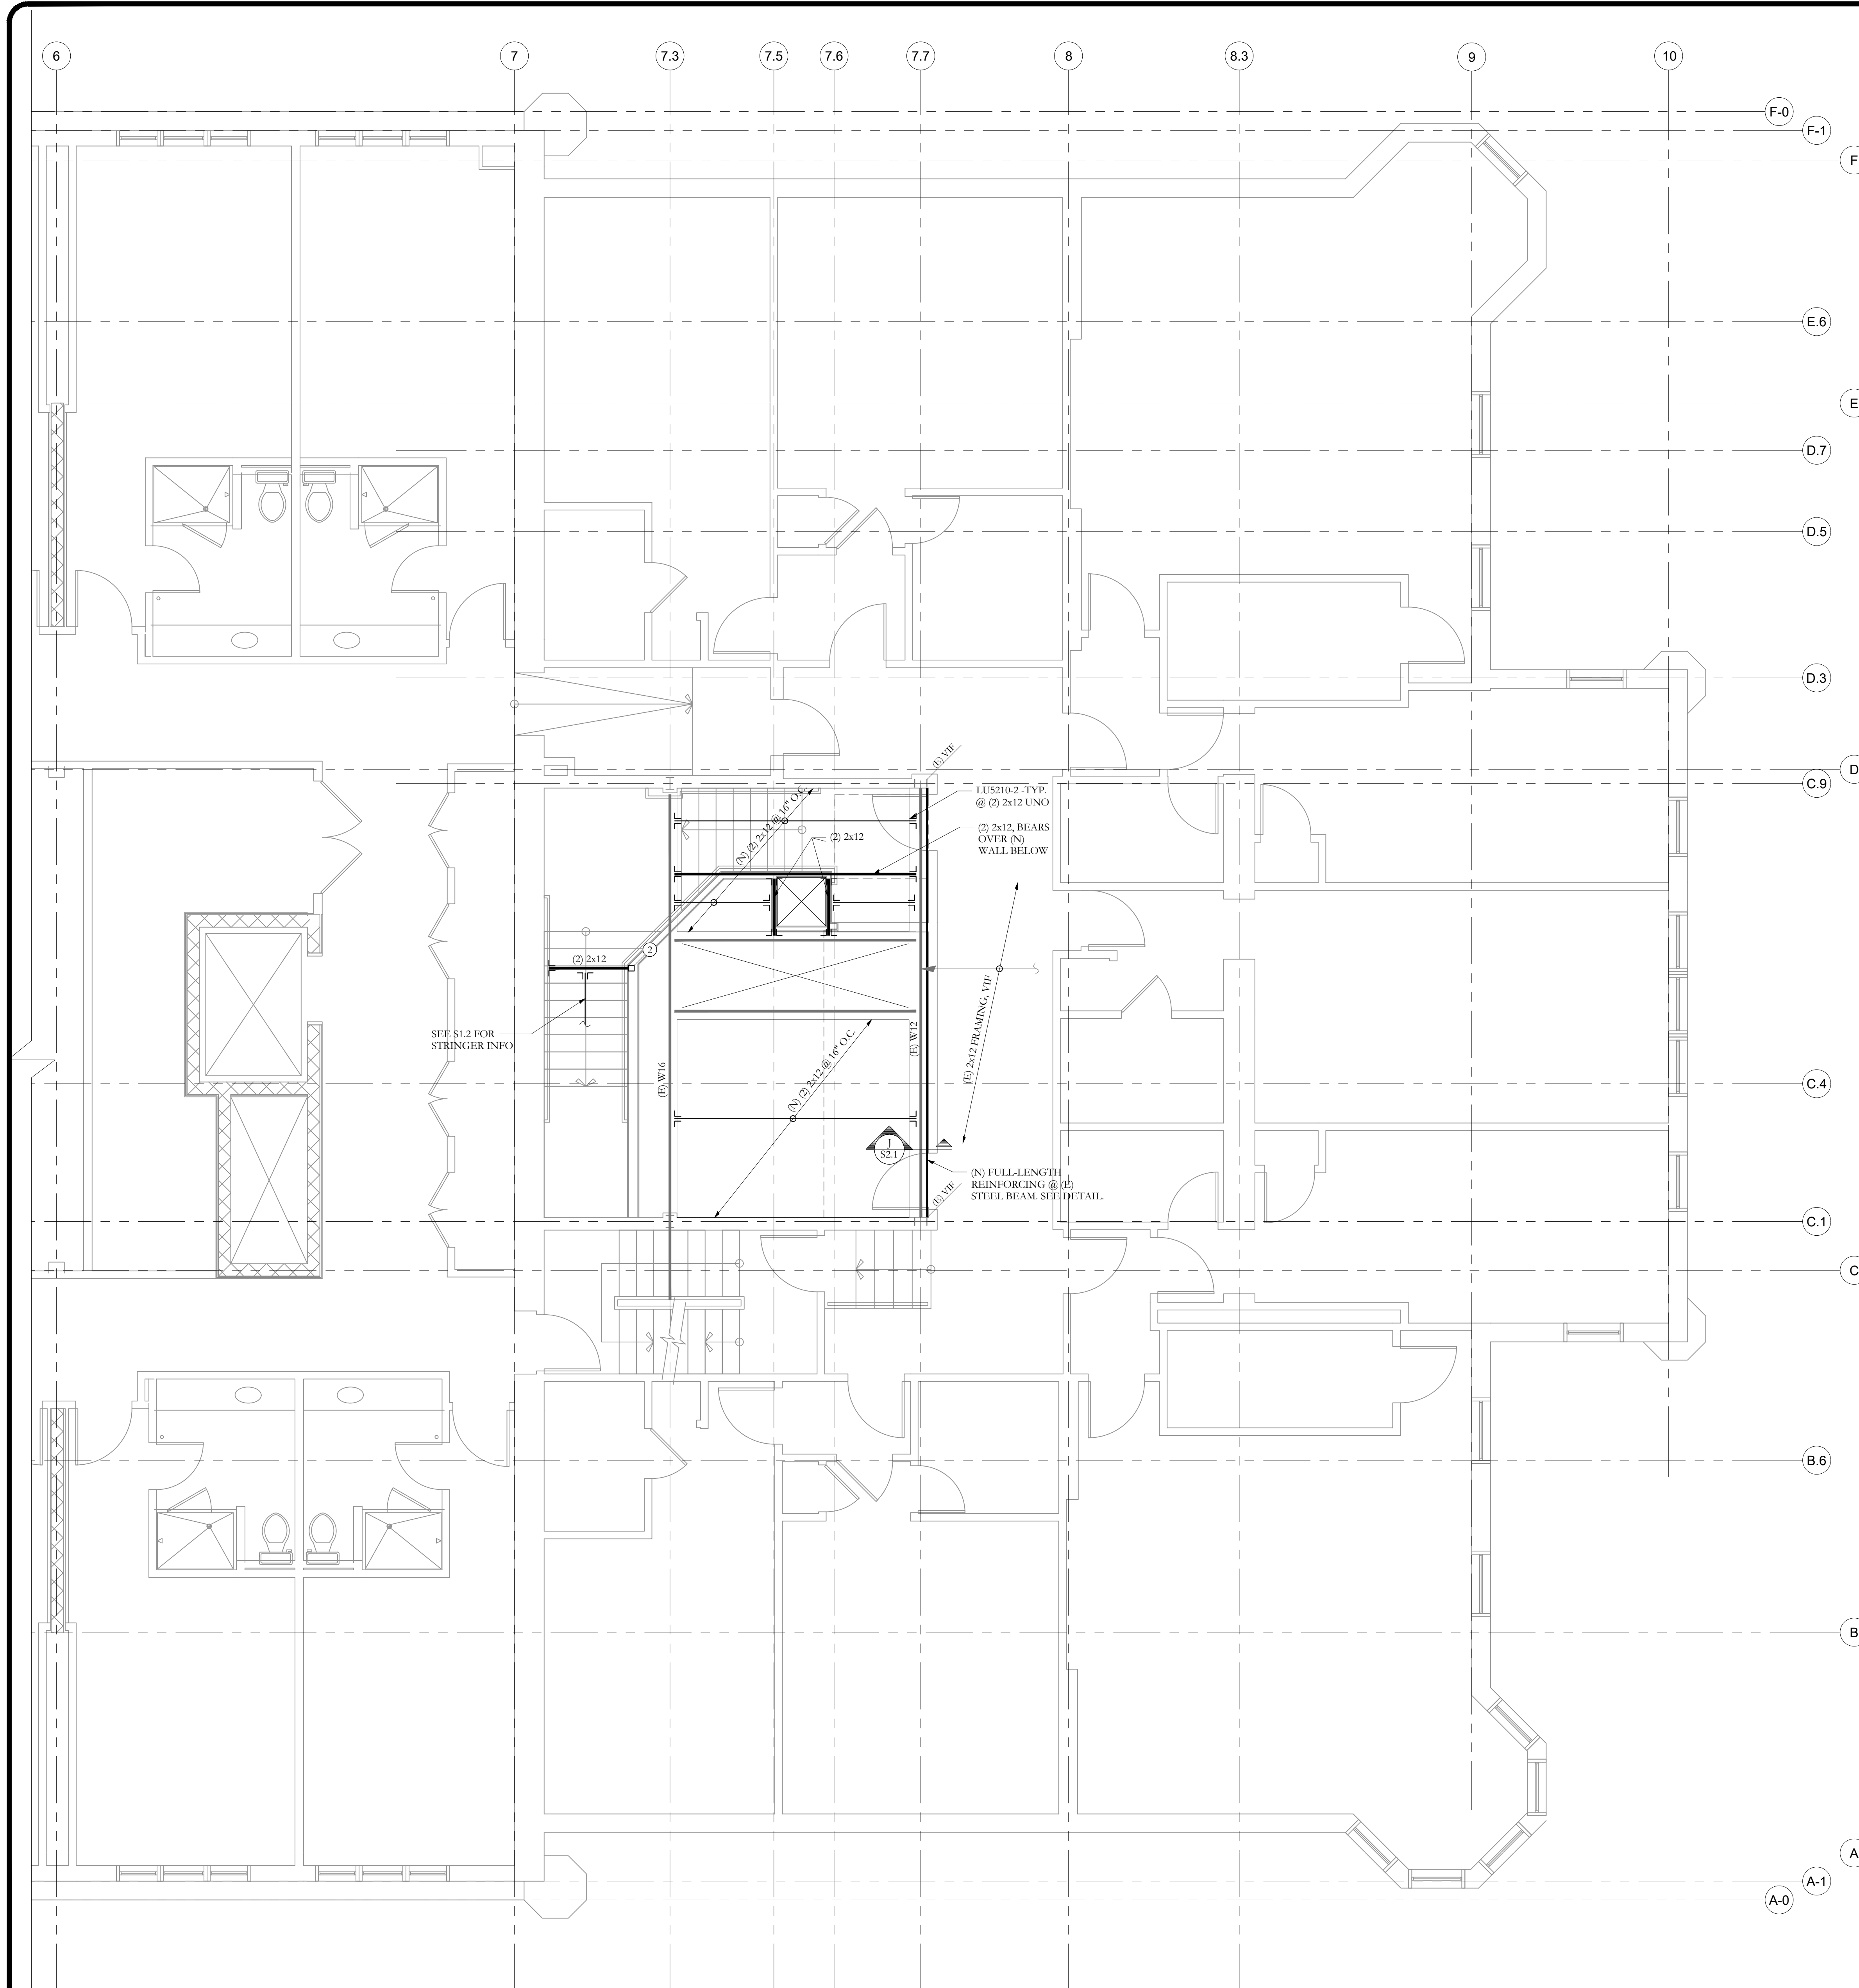 6
7
7.3
7.5
7.6
7.7
8
8.3
9
10
F-0
F-1
F
E.6
E
D.7
D.5
D.3
D
C.9
C.4
C.1
C
B.6
B
A
A-1
A-0
(E) VIF
LU5210-2 -TYP.
@ (2) 2x12 UNO
(2) 2x12, BEARS
OVER (N)
WALL BELOW
(N) (2) 2x12 @ 16" O.C.
(2) 2x12
2
(2) 2x12
SEE S1.2 FOR
STRINGER INFO
(E) W16
(E) W12
(E) 2x12 FRAMING, VIF
(N) (2) 2x12 @ 16" O.C.
J
S2.1
(N) FULL-LENGTH
REINFORCING @ (E)
STEEL BEAM. SEE DETAIL.
(E) VIF